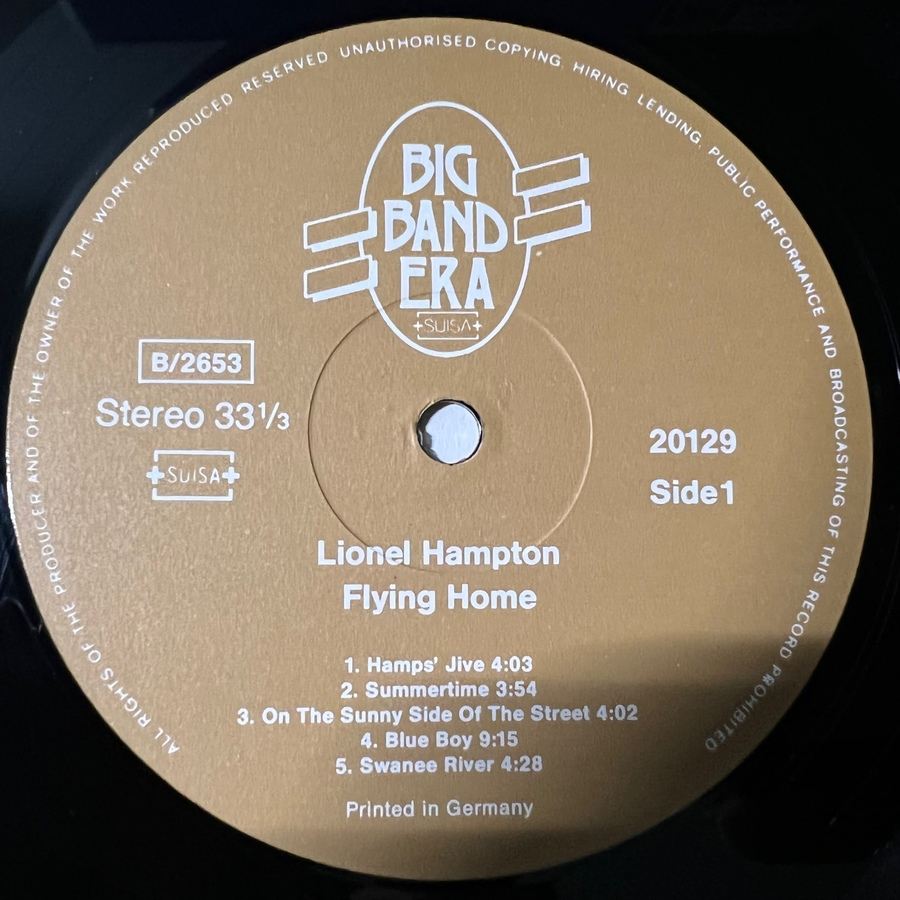 ALL RIGHTS OF THE PRODUCER AND OF THE OWNER OF THE WORK REPRODUCED RESERVED UNAUTHORISED COPYING, HIRING, LENDING, PUBLIC PERFORMANCE AND BROADCASTING OF THIS RECORD PROHIBITED
BIG
BAND
ERA
SUISA
B/2653
Stereo 33⅓
SUISA
20129
Side1
Lionel Hampton
Flying Home
1. Hamps' Jive 4:03
2. Summertime 3:54
3. On The Sunny Side Of The Street 4:02
4. Blue Boy 9:15
5. Swanee River 4:28
Printed in Germany